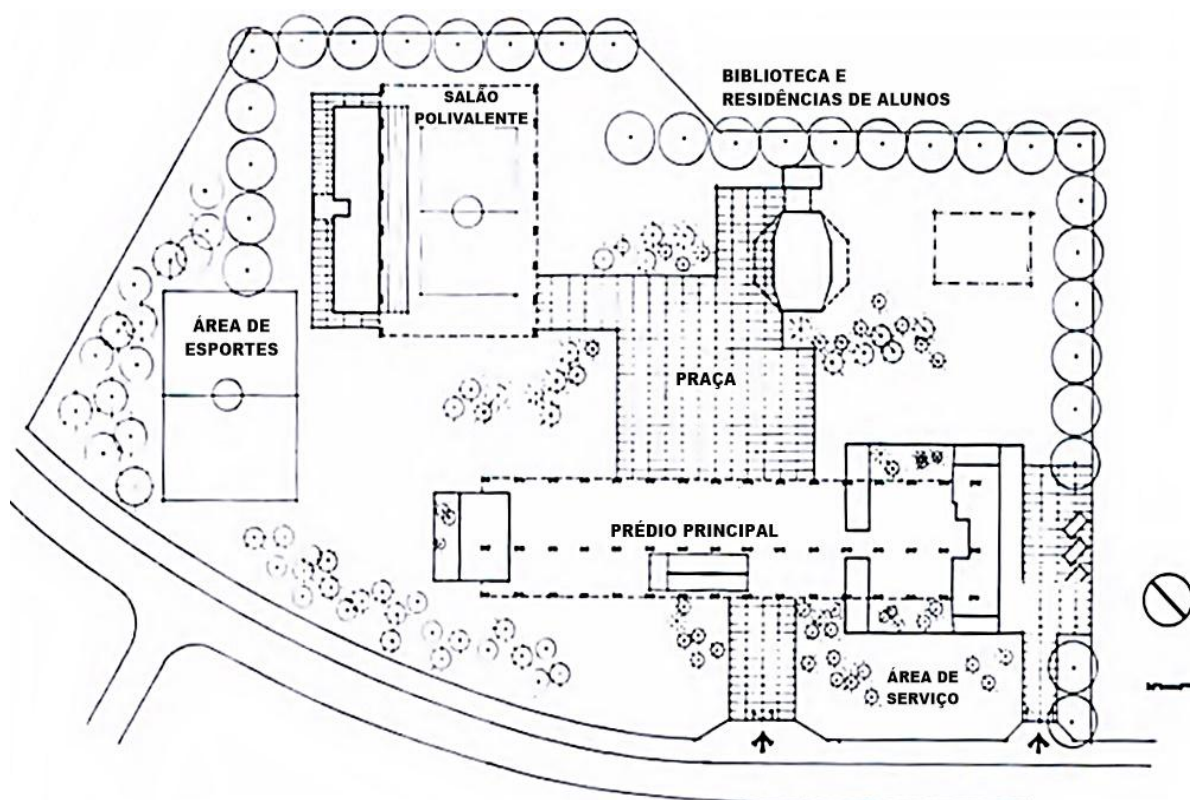 BIBLIOTECA E
RESIDÊNCIAS DE ALUNOS
SALÃO
POLIVALENTE
ÁREA DE
ESPORTES
PRAÇA
PRÉDIO PRINCIPAL
ÁREA DE
SERVIÇO